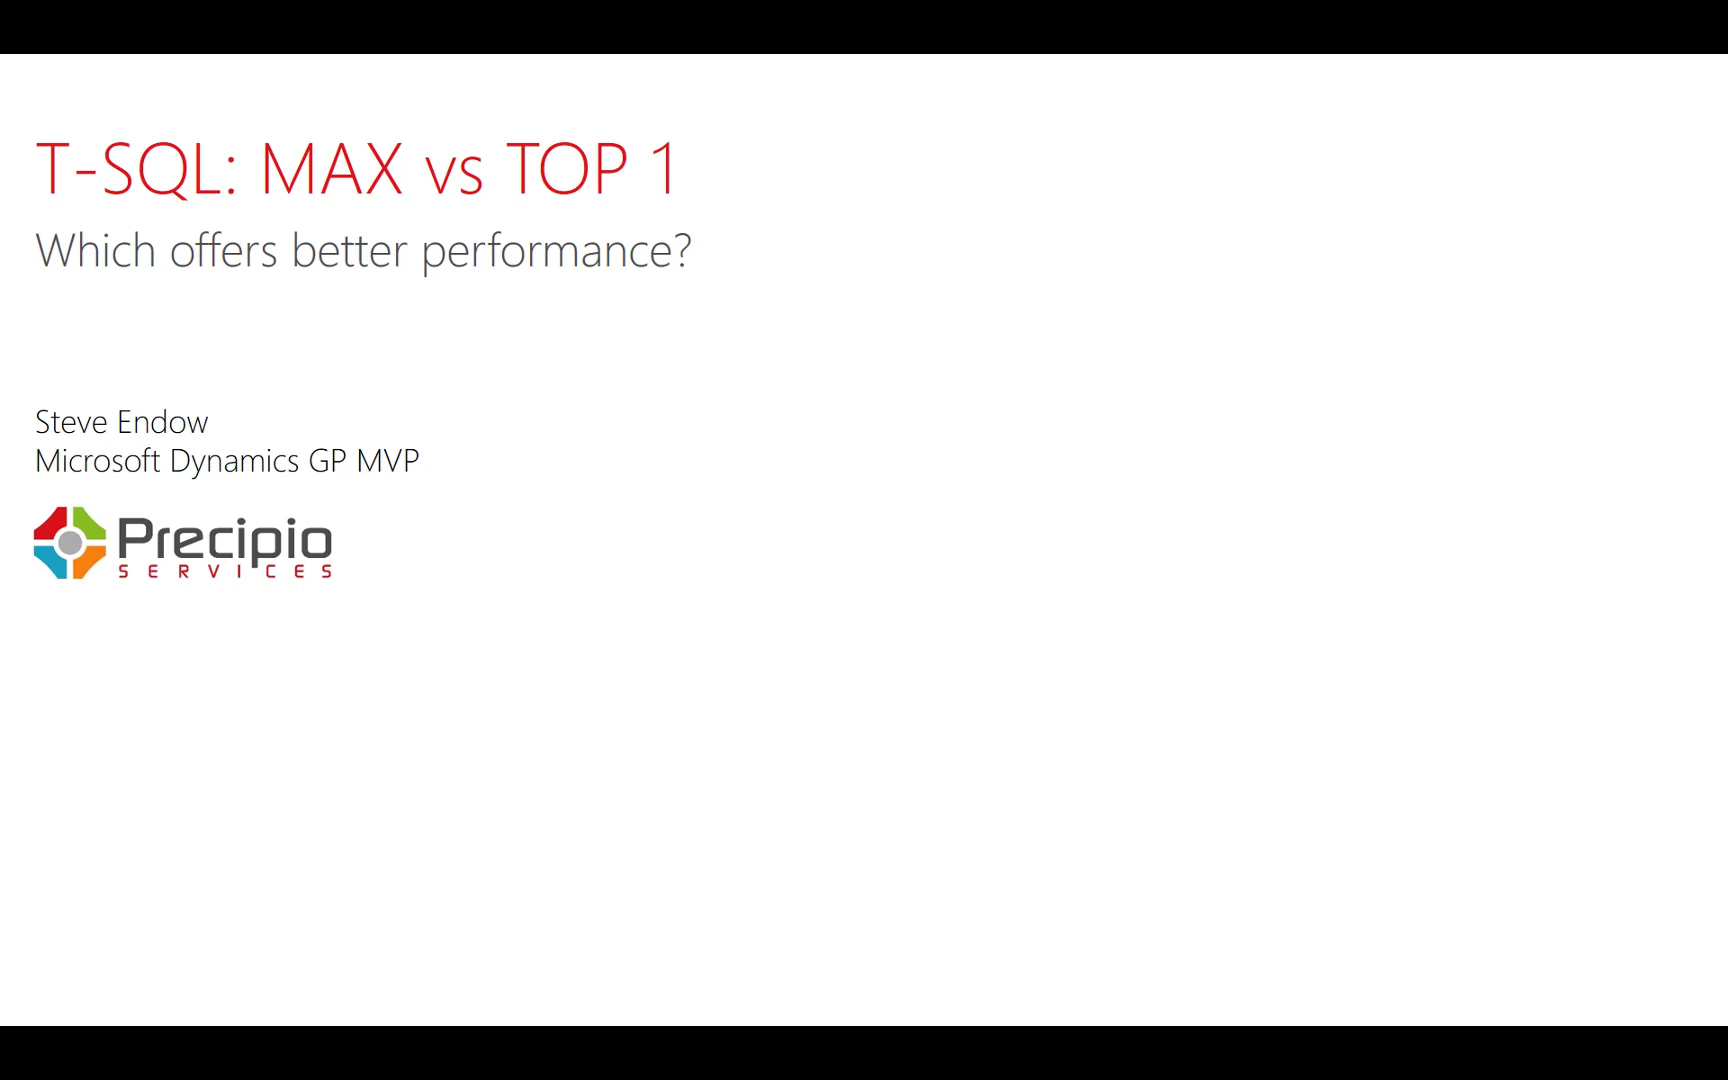 T-SQL: MAX vs TOP 1
Which offers better performance?
Steve Endow
Microsoft Dynamics GP MVP
Precipio
SERVICES